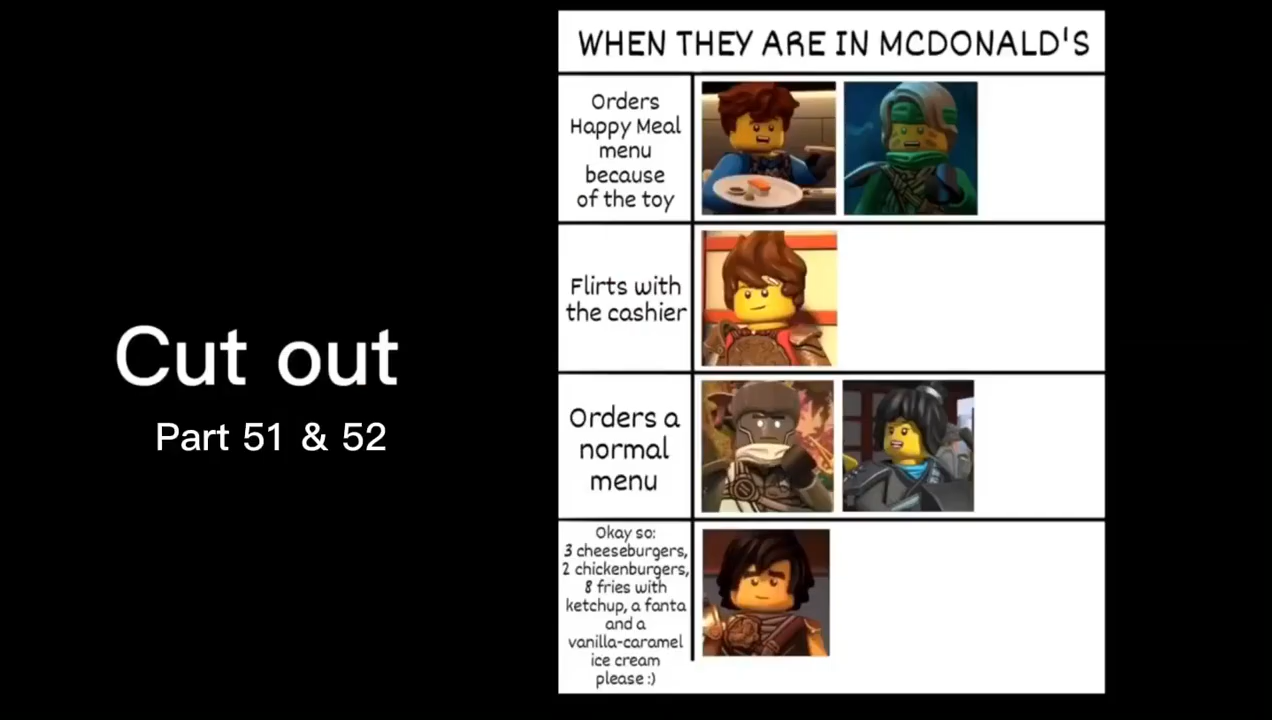 WHEN THEY ARE IN MCDONALD'S
Orders
Happy Meal
menu
because
of the toy
Flirts with
the cashier
Cut out
Part 51 & 52
Orders a
normal
menu
Okay so:
3 cheeseburgers,
2 chickenburgers,
8 fries with
ketchup, a fanta
and a
vanilla-caramel
ice cream
please :)